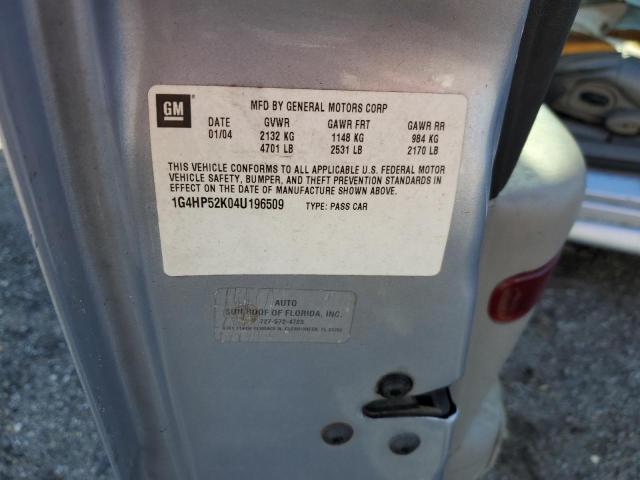 GM
MFD BY GENERAL MOTORS CORP
DATE GVWR GAWR FRT GAWR RR
01/04 2132 KG 1148 KG 984 KG
4701 LB 2531 LB 2170 LB
THIS VEHICLE CONFORMS TO ALL APPLICABLE U.S. FEDERAL MOTOR
VEHICLE SAFETY, BUMPER, AND THEFT PREVENTION STANDARDS IN
EFFECT ON THE DATE OF MANUFACTURE SHOWN ABOVE.
1G4HP52K04U196509 TYPE: PASS CAR
AUTO
SUN ROOF OF FLORIDA, INC.